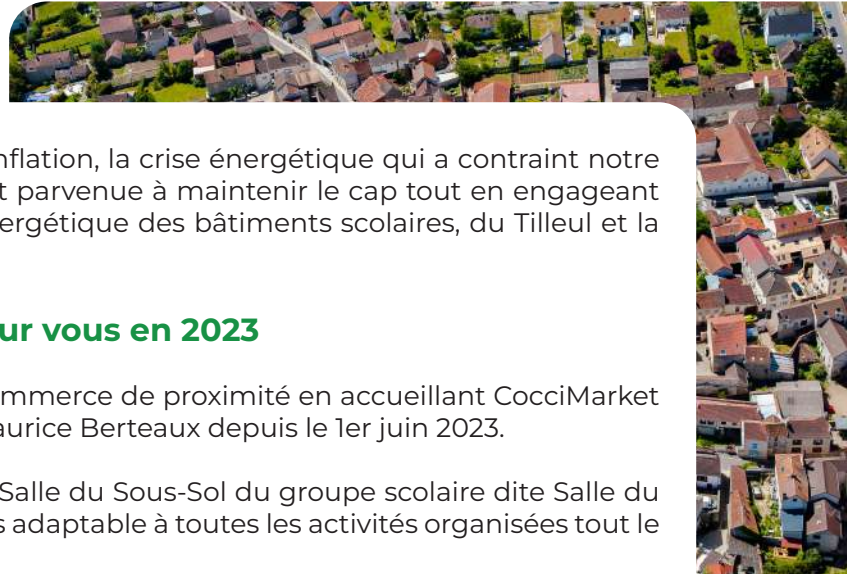 nflation, la crise énergétique qui a contraint notre
t parvenue à maintenir le cap tout en engageant
ergétique des bâtiments scolaires, du Tilleul et la
ur vous en 2023
mmerce de proximité en accueillant CocciMarket
aurice Berteaux depuis le 1er juin 2023.
Salle du Sous-Sol du groupe scolaire dite Salle du
s adaptable à toutes les activités organisées tout le